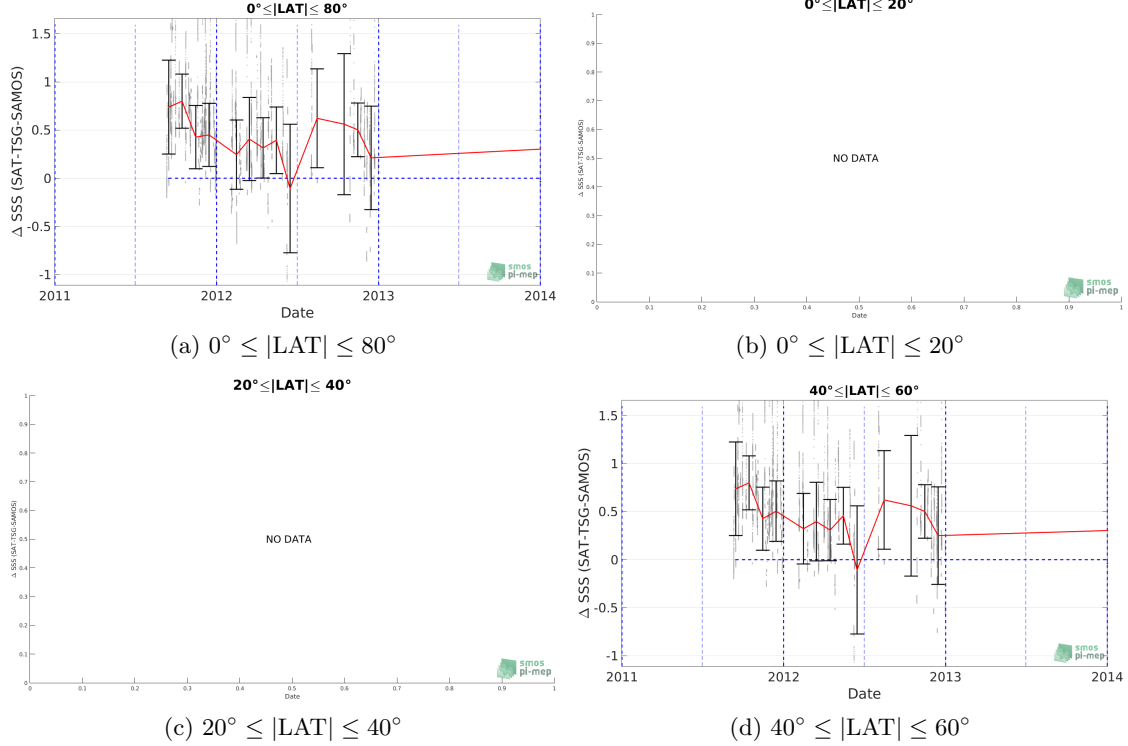 0°≤|LAT|≤ 80°
Δ SSS (SAT-TSG-SAMOS)
1.5
1
0.5
0
-0.5
-1
2011 2012 2013 2014
Date
smos
pi-mep
(a) 0° ≤ |LAT| ≤ 80°
0°≤|LAT|≤ 20°
Δ SSS (SAT-TSG-SAMOS)
1
0.9
0.8
0.7
0.6
0.5
0.4
0.3
0.2
0.1
0
NO DATA
0 0.1 0.2 0.3 0.4 0.5 0.6 0.7 0.8 0.9 1
Date
smos
pi-mep
(b) 0° ≤ |LAT| ≤ 20°
20°≤|LAT|≤ 40°
Δ SSS (SAT-TSG-SAMOS)
1
0.9
0.8
0.7
0.6
0.5
0.4
0.3
0.2
0.1
0
NO DATA
0 0.1 0.2 0.3 0.4 0.5 0.6 0.7 0.8 0.9 1
Date
smos
pi-mep
(c) 20° ≤ |LAT| ≤ 40°
40°≤|LAT|≤ 60°
Δ SSS (SAT-TSG-SAMOS)
1.5
1
0.5
0
-0.5
-1
2011 2012 2013 2014
Date
smos
pi-mep
(d) 40° ≤ |LAT| ≤ 60°